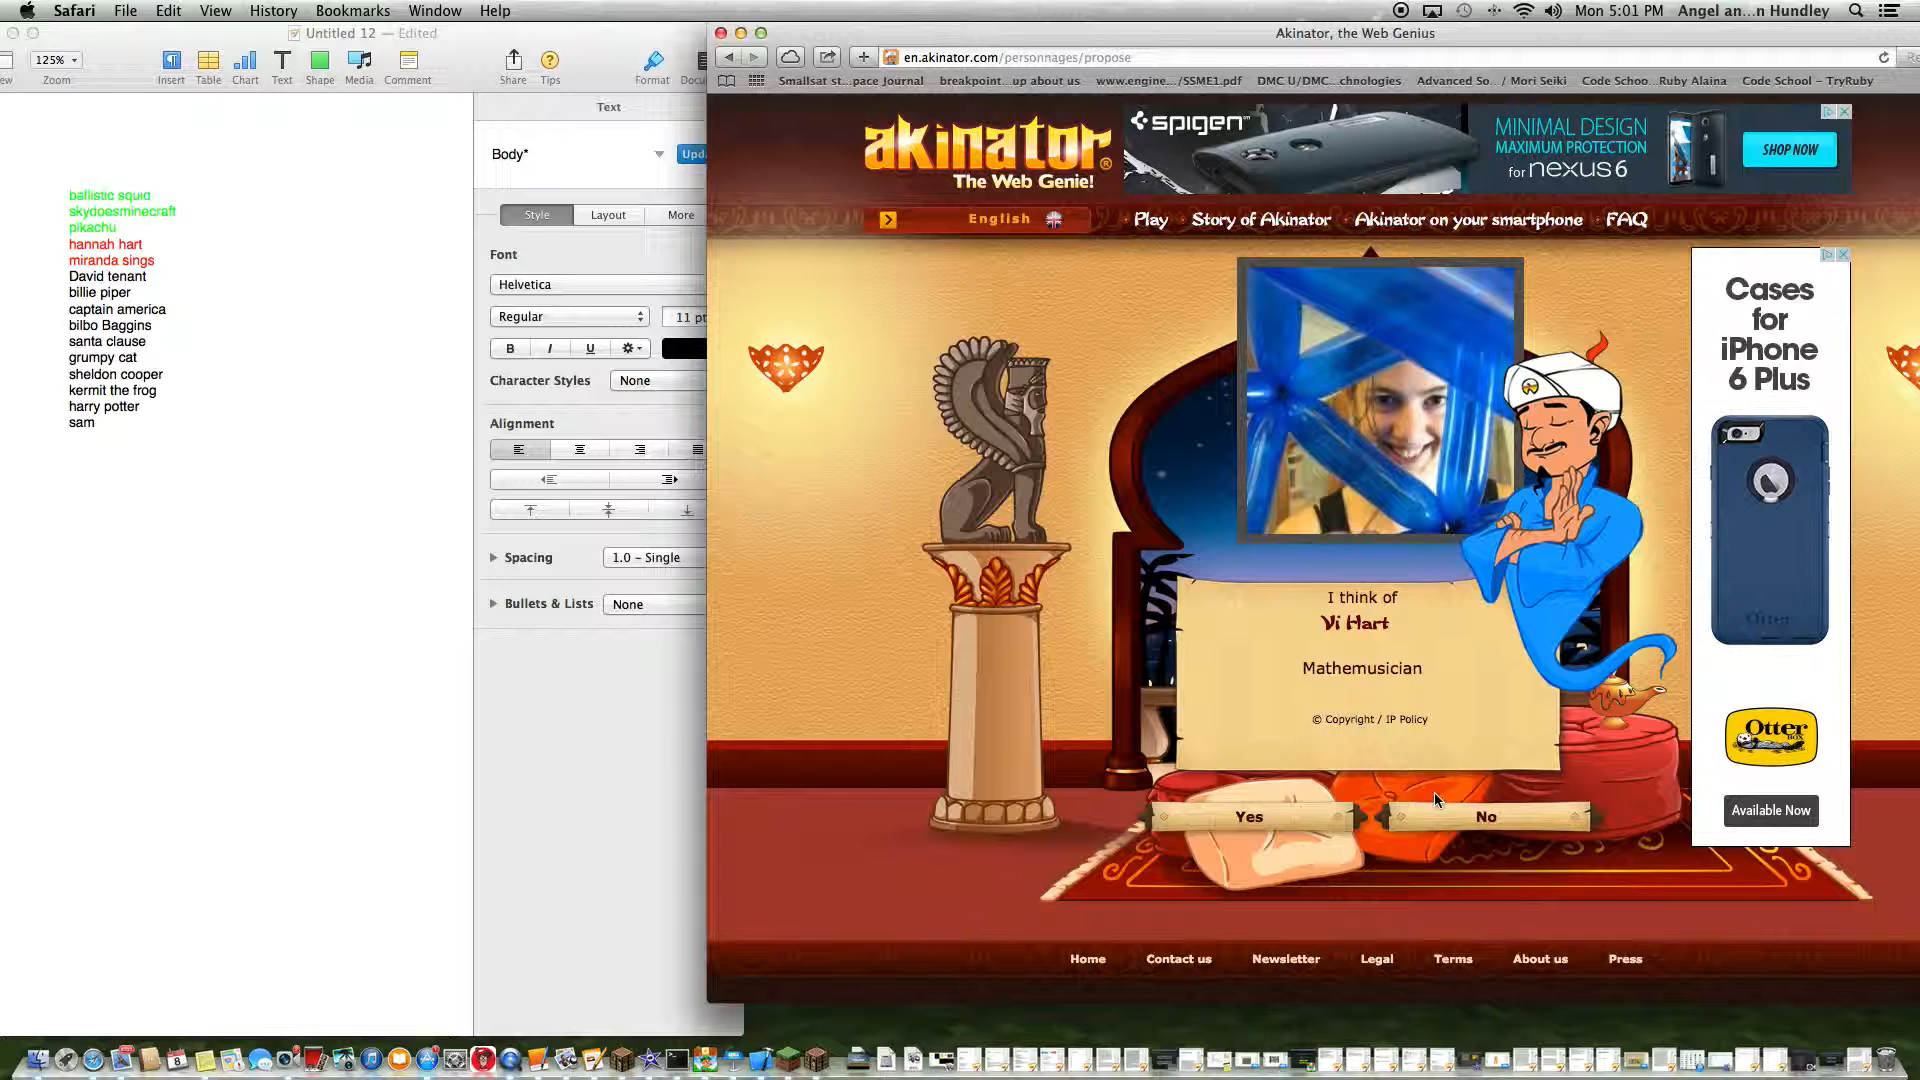 Safari File Edit View History Bookmarks Window Help
Mon 5:01 PM Angel an...n Hundley
Untitled 12 — Edited
125%
Zoom
Insert Table Chart Text Shape Media Comment
Share Tips
Format
Text
Body*
Style Layout More
Font
Helvetica
Regular
11 pt
B I U
Character Styles None
Alignment
Spacing 1.0 – Single
Bullets & Lists None
ballistic squid
skydoesminecraft
pikachu
hannah hart
miranda sings
David tenant
billie piper
captain america
bilbo Baggins
santa clause
grumpy cat
sheldon cooper
kermit the frog
harry potter
sam
Akinator, the Web Genius
en.akinator.com/personnages/propose
Smallsat st...pace Journal breakpoint...up about us www.engine.../SSME1.pdf DMC U/DMC...chnologies Advanced So.../ Mori Seiki Code Schoo...Ruby Alaina Code School – TryRuby
akinator®
The Web Genie!
spigen™
MINIMAL DESIGN
MAXIMUM PROTECTION
for nexus 6
SHOP NOW
English
Play · Story of Akinator · Akinator on your smartphone · FAQ
I think of
Vi Hart
Mathemusician
© Copyright / IP Policy
Yes
No
Cases
for
iPhone
6 Plus
Otter
BOX
Available Now
Home Contact us Newsletter Legal Terms About us Press